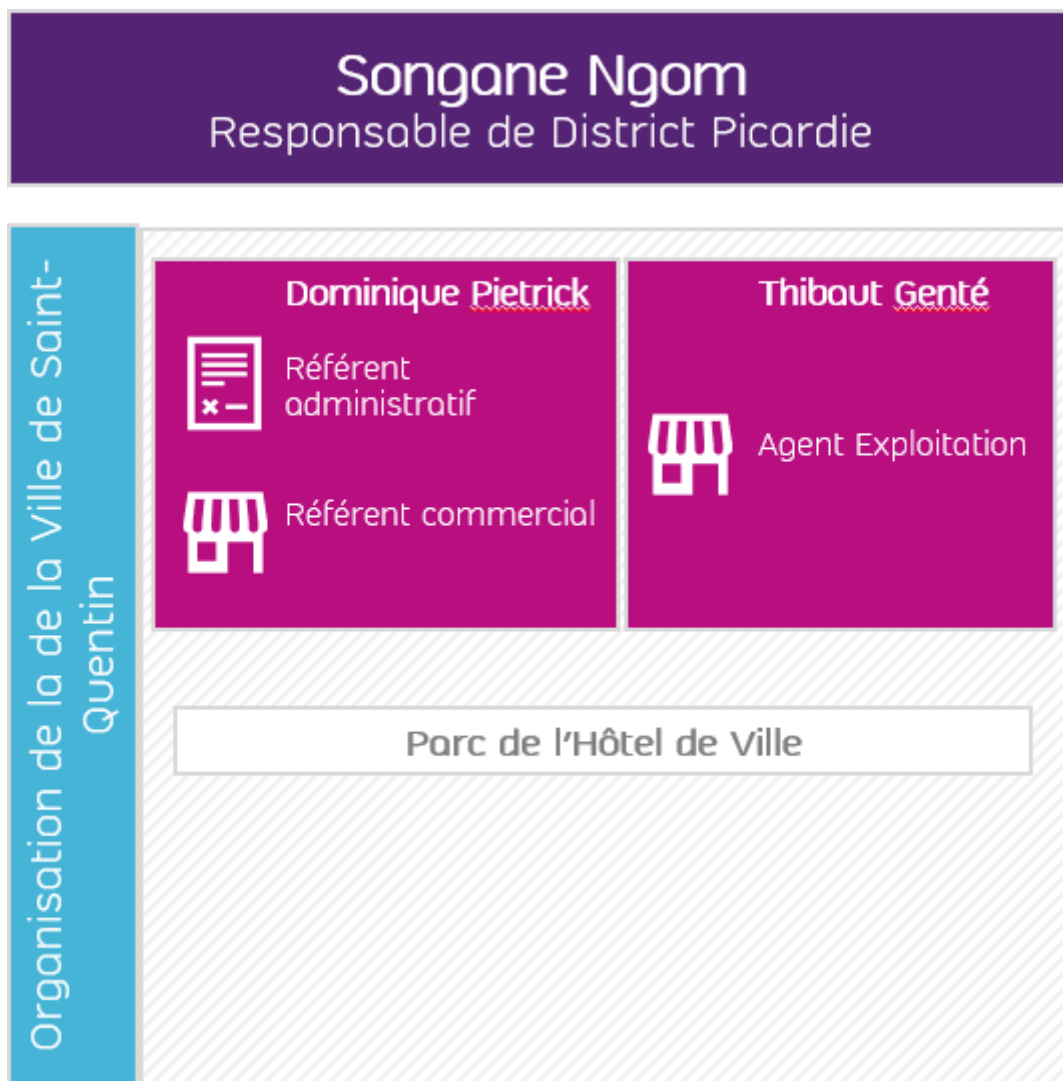 Songane Ngom
Responsable de District Picardie
Organisation de la de la Ville de Saint-
Quentin
Dominique Pietrick
Référent
administratif
Référent commercial
Thibaut Genté
Agent Exploitation
Parc de l'Hôtel de Ville